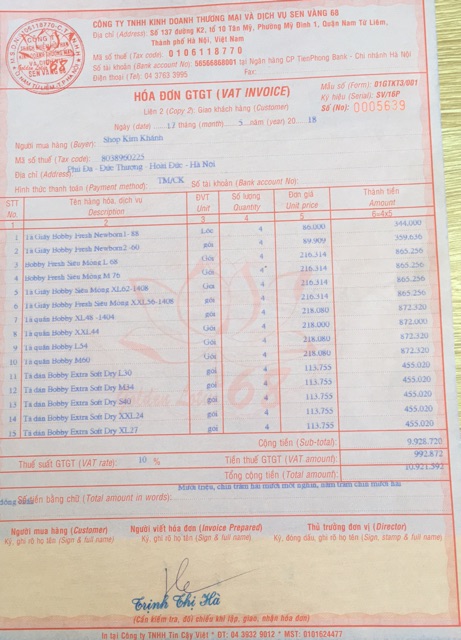 CÔNG TY TNHH KINH DOANH THƯƠNG MẠI VÀ DỊCH VỤ SEN VÀNG 68
Địa chỉ (Address): Số 137 đường K2, tổ 10 Tân Mỹ, Phường Mỹ Đình 1, Quận Nam Từ Liêm,
Thành phố Hà Nội, Việt Nam
Mã số thuế (Tax code): 0106118770
Số tài khoản (Bank account No): 56566668001 tại Ngân hàng CP TienPhong Bank - Chi nhánh Hà Nội
Điện thoại (Tel): 04 3763 3995 Fax:
HÓA ĐƠN GTGT (VAT INVOICE)
Mẫu số (Form): 01GTKT3/001
Ký hiệu (Serial): SV/16P
Số (No): 0005639
Liên 2 (Copy 2): Giao khách hàng (Customer)
Ngày (date) 17 tháng (month) 5 năm (year) 20 18
Người mua hàng (Buyer): Shop Kim Khánh
Mã số thuế (Tax code): 8038960225
Địa chỉ (Address) Phú Đa - Đức Thượng - Hoài Đức - Hà Nội
Hình thức thanh toán (Payment method): TM/CK Số tài khoản (Bank account No):
STT No. Tên hàng hóa, dịch vụ Description ĐVT Unit Số lượng Quantity Đơn giá Unit price Thành tiền Amount
1 2 3 4 5 6=4x5
1 Tã Giấy Bobby Fresh Newborn1- 88 Lốc 4 86.000 344.000
2 Tã Giấy Bobby Fresh Newborn2 -60 gói 4 89.909 359.636
3 Bobby Fresh Siêu Mỏng L 68 Gói 4 216.314 865.256
4 Tã Giấy Bobby Fresh Siêu Mỏng M 76 Gói 4 216.314 865.256
5 Tã Giấy Bobby Siêu Mỏng XL62-1408 gói 4 216.314 865.256
6 Tã Giấy Bobby Fresh Siêu Mỏng XXL56-1408 gói 4 216.314 865.256
7 Tã quần Bobby XL48 -1404 gói 4 218.080 872.320
8 Tã quần Bobby XXL44 Gói 4 218.000 872.000
9 Tã quần Bobby L54 Gói 4 218.080 872.320
10 Tã quần Bobby M60 Gói 4 218.080 872.320
11 Tã dán Bobby Extra Soft Dry L30 gói 4 113.755 455.020
12 Tã dán Bobby Extra Soft Dry M34 gói 4 113.755 455.020
13 Tã dán Bobby Extra Soft Dry S40 gói 4 113.755 455.020
14 Tã dán Bobby Extra Soft Dry XXL24 gói 4 113.755 455.020
15 Tã dán Bobby Extra Soft Dry XL27 gói 4 113.755 455.020
Cộng tiền (Sub-total): 9.928.720
Thuế suất GTGT (VAT rate): 10 % Tiền thuế GTGT (VAT amount): 992.872
Tổng cộng tiền (Total amount): 10.921.592
Số tiền bằng chữ (Total amount in words): Mười triệu, chín trăm hai mươi một nghìn, năm trăm chín mươi hai
đồng chẵn
Người mua hàng (Customer) Người viết hóa đơn (Invoice Prepared) Thủ trưởng đơn vị (Director)
Ký, ghi rõ họ tên (Sign & full name) Ký, ghi rõ họ tên (Sign & full name) Ký, đóng dấu, ghi rõ họ tên (Sign, stamp & full name)
Trịnh Thị Hà
(Cần kiểm tra, đối chiếu khi lập, giao, nhận hóa đơn)
In tại Công ty TNHH Tin Cậy Việt * ĐT: 04 3932 9012 * MST: 0101624477